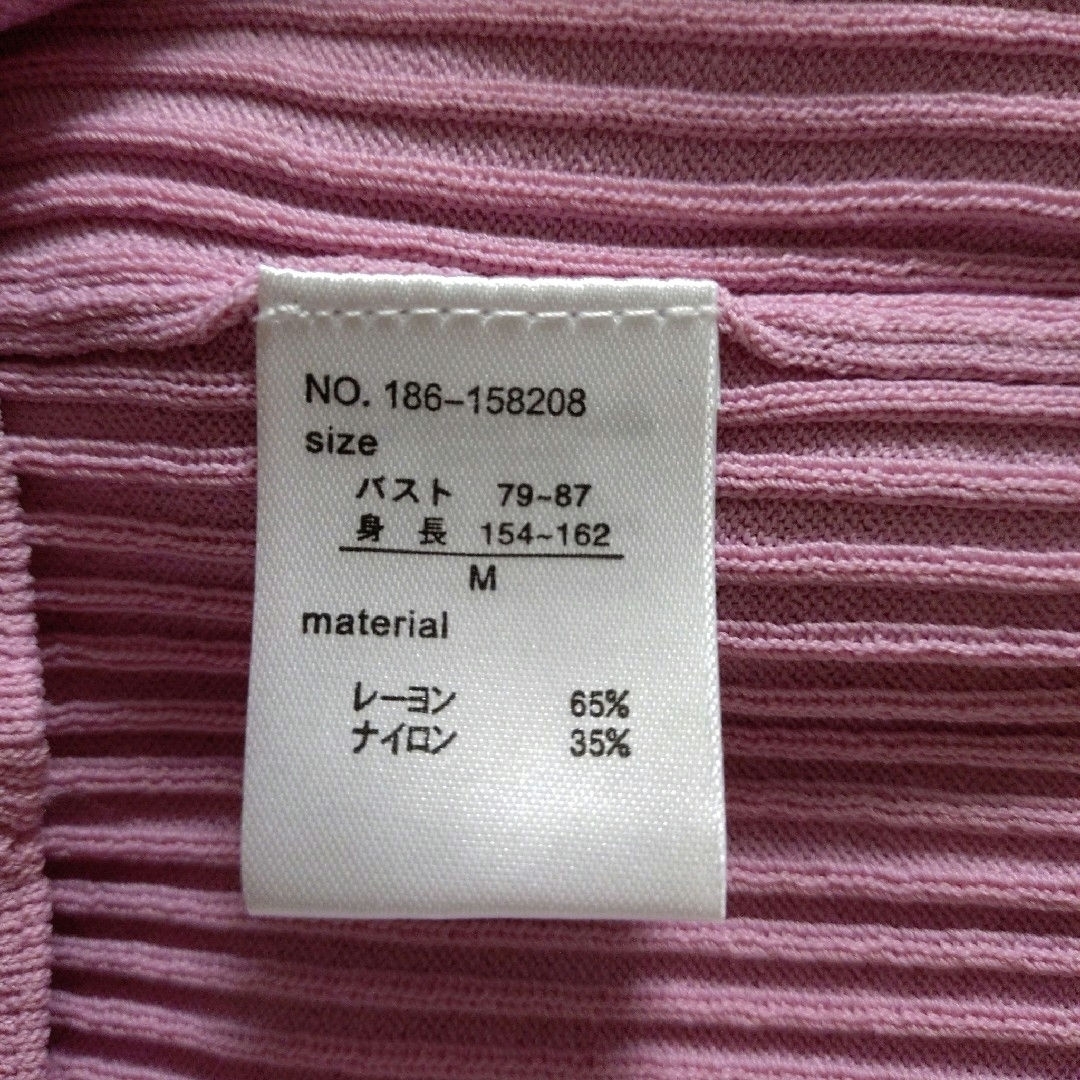 NO. 186-158208
size
バスト 79~87
身 長 154~162
M
material
レーヨン 65%
ナイロン 35%